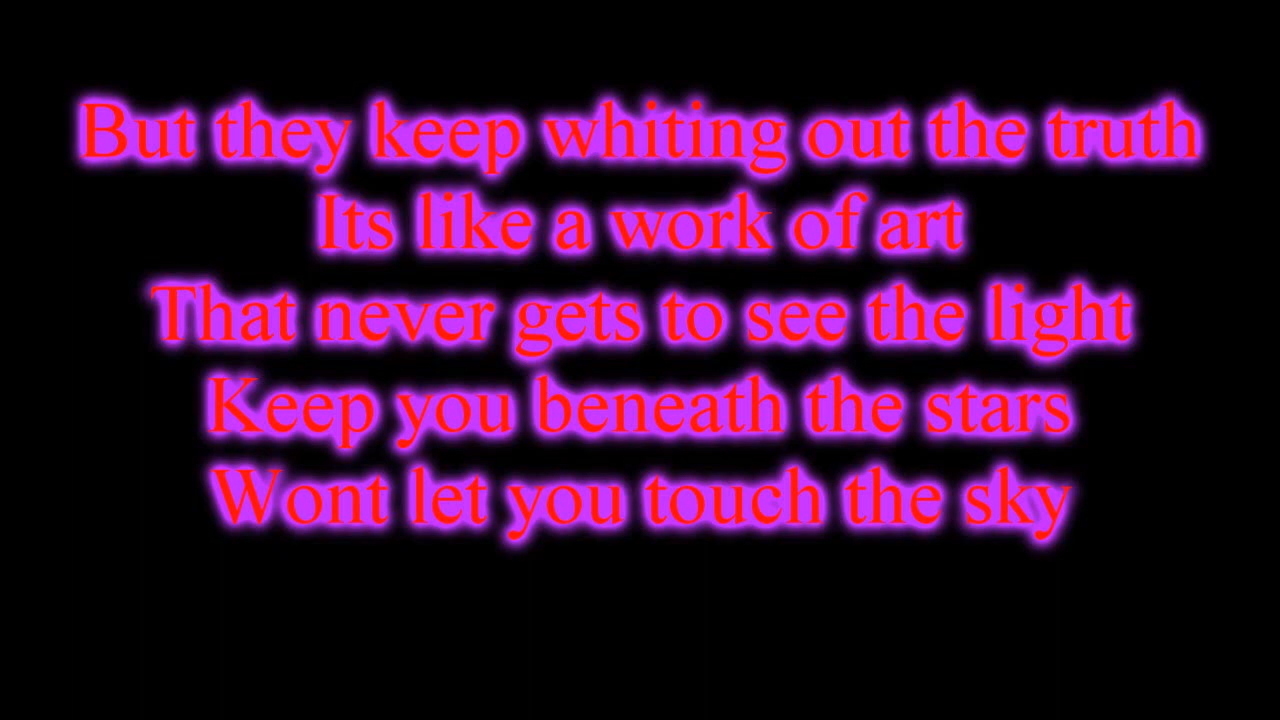 But they keep whiting out the truth
Its like a work of art
That never gets to see the light
Keep you beneath the stars
Wont let you touch the sky